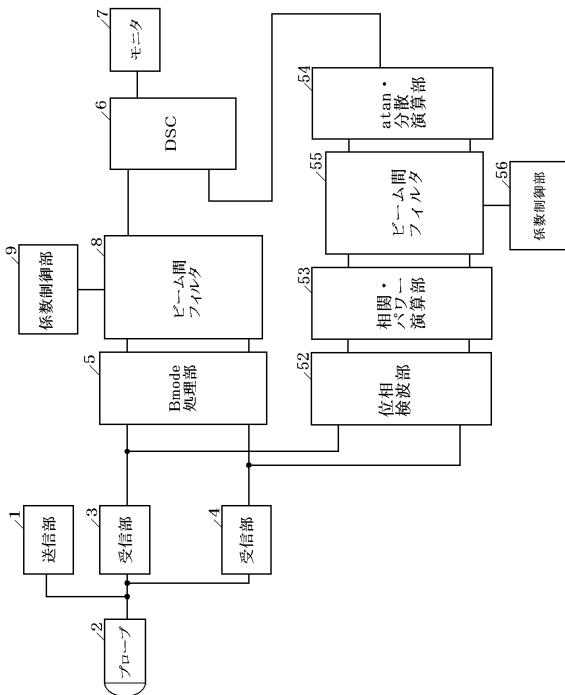 1
送信部
2
プローブ
3
受信部
4
受信部
5
Bmode
処理部
9
係数制御部
8
ビーム間
フィルタ
6
DSC
7
モニタ
52
位相
検波部
53
相関・
パワー
演算部
55
ビーム間
フィルタ
56
係数制御部
54
atan・
分散
演算部